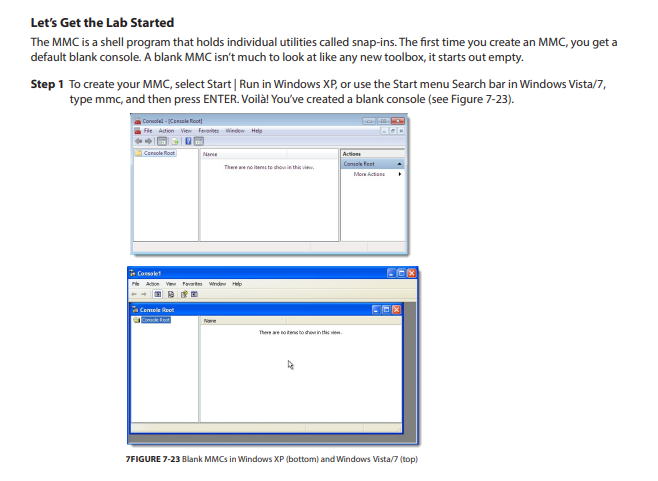 Let's Get the Lab Started
The MMC is a shell program that holds individual utilities called snap-ins. The first time you create an MMC, you get a
default blank console. A blank MMC isn't much to look at like any new toolbox, it starts out empty.
Step 1 To create your MMC, select Start | Run in Windows XP, or use the Start menu Search bar in Windows Vista/7,
type mmc, and then press ENTER. Voilà! You've created a blank console (see Figure 7-23).
Console1 - [Console Root]
File Action View Favorites Window Help
Console Root
Name
There are no items to show in this view.
Actions
Console Root
More Actions
Console1
File Action View Favorites Window Help
Console Root
Console Root
Name
There are no items to show in this view.
7FIGURE 7-23 Blank MMCs in Windows XP (bottom) and Windows Vista/7 (top)